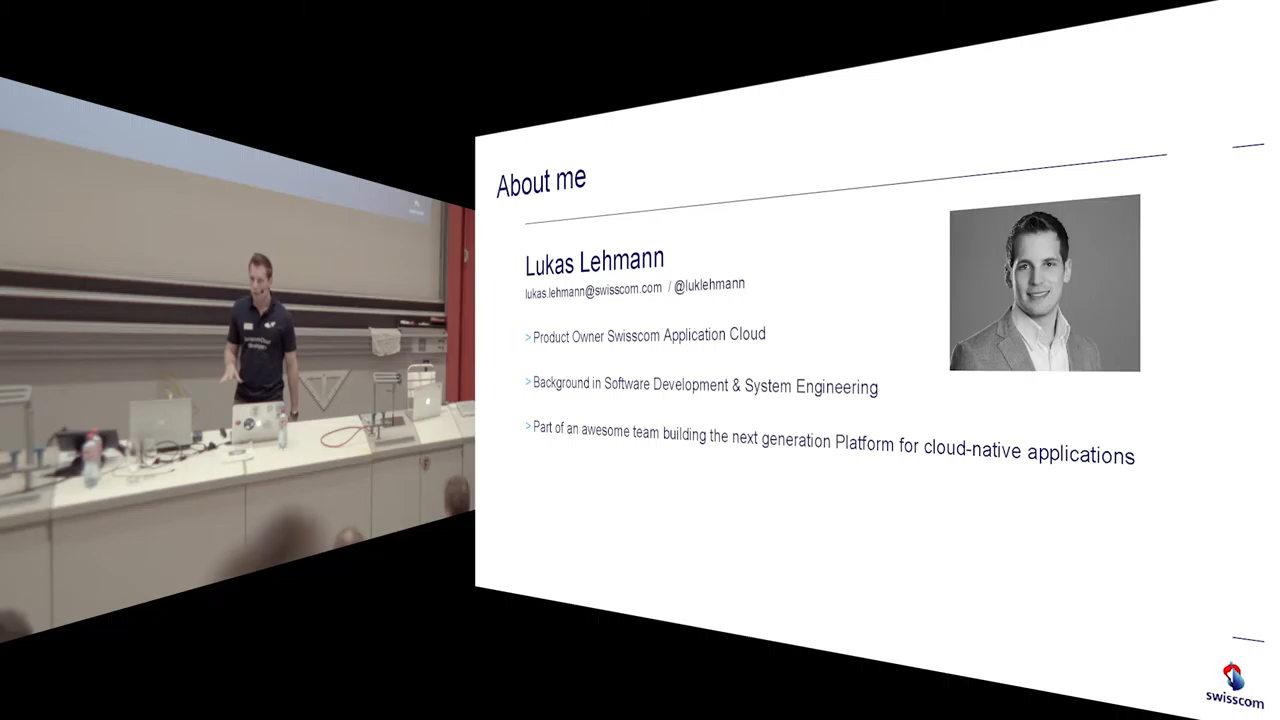 About me
Lukas Lehmann
lukas.lehmann@swisscom.com / @luklehmann
> Product Owner Swisscom Application Cloud
> Background in Software Development & System Engineering
> Part of an awesome team building the next generation Platform for cloud-native applications
swisscom